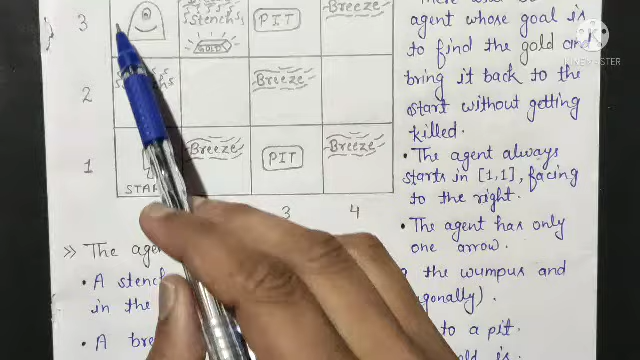 3 Stench GOLD PIT Breeze
2 Breeze
1 Breeze PIT Breeze
START
3 4
» The agen
• A stench
in the
• A bre
agent whose goal is
to find the gold and
bring it back to the
start without getting
killed.
• The agent always
starts in [1,1], facing
to the right.
• The agent has only
one arrow.
the wumpus and
gonally).
to a pit.
is
KINEMASTER